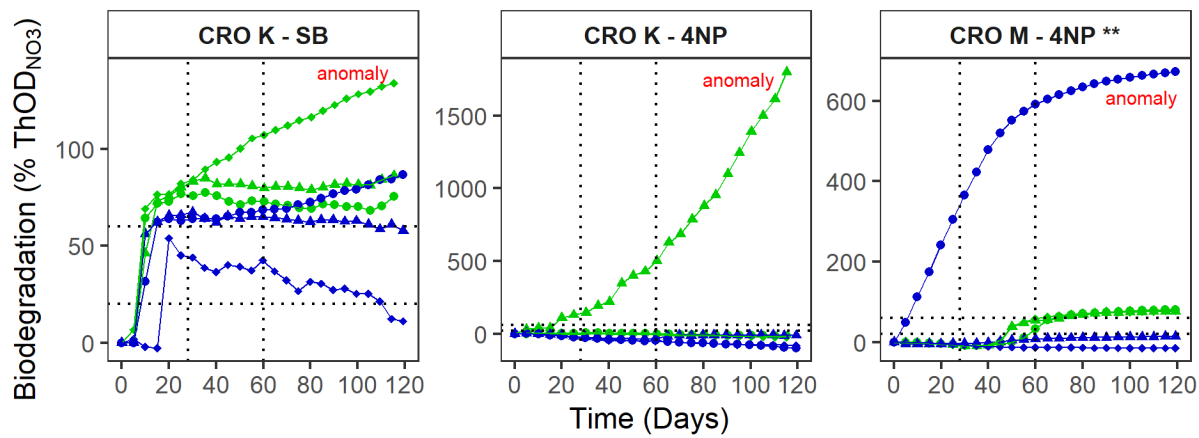 CRO K - SB
CRO K - 4NP
CRO M - 4NP **
Biodegradation (% ThOD_NO3)
anomaly
anomaly
anomaly
100
50
0
1500
1000
500
0
600
400
200
0
0 20 40 60 80 100 120
0 20 40 60 80 100 120
0 20 40 60 80 100 120
Time (Days)